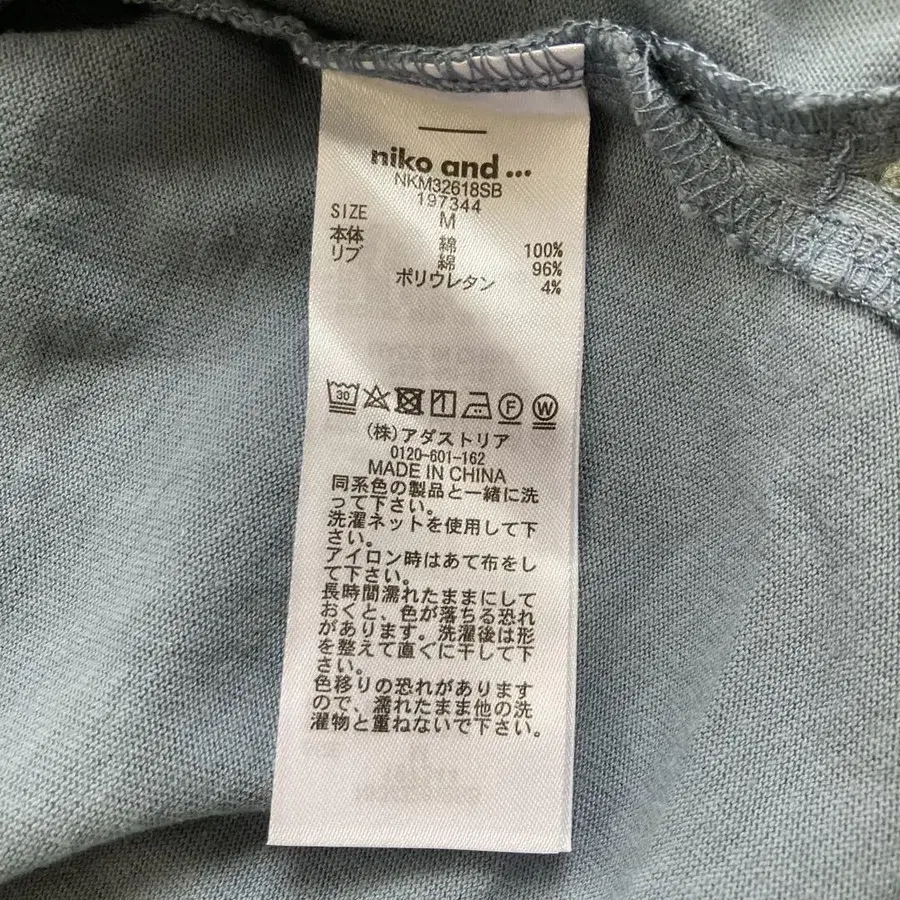 niko and ...
NKM32618SB
197344
SIZE M
本体 綿 100%
リブ 綿 96%
ポリウレタン 4%
30 F W
(株)アダストリア
0120-601-162
MADE IN CHINA
同系色の製品と一緒に洗
って下さい。
洗濯ネットを使用して下
さい。
アイロン時はあて布をし
て下さい。
長時間濡れたままにして
おくと、色が落ちる恐れ
があります。洗濯後は形
を整えて直ぐに干して下
さい。
色移りの恐れがあります
ので、濡れたまま他の洗
濯物と重ねないで下さい。